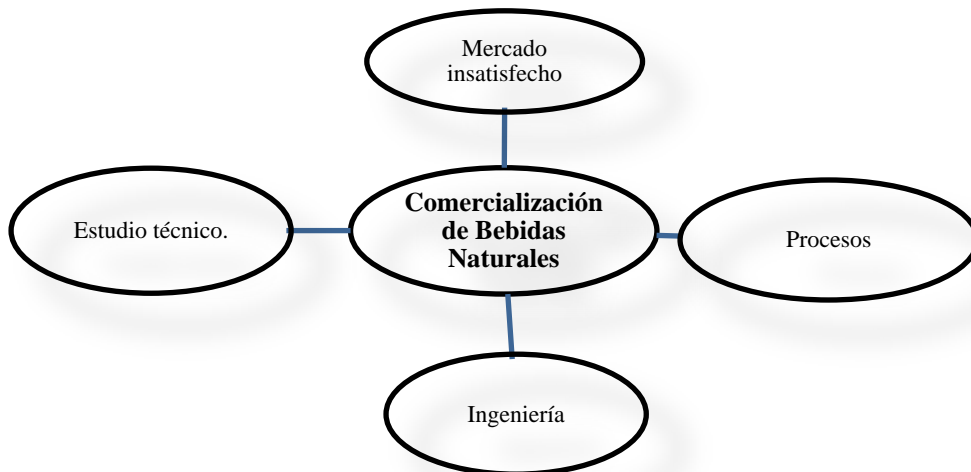 Mercado
insatisfecho
Estudio técnico.
Comercialización
de Bebidas
Naturales
Procesos
Ingeniería